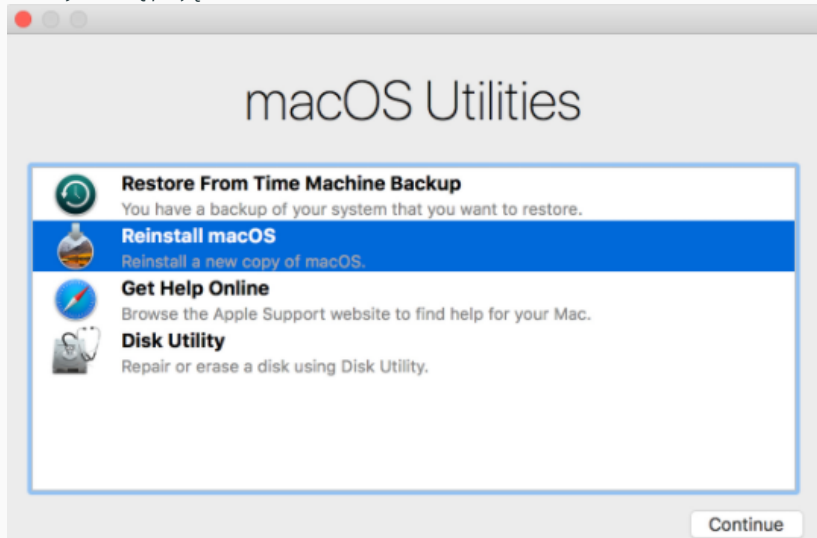 macOS Utilities
Restore From Time Machine Backup
You have a backup of your system that you want to restore.
Reinstall macOS
Reinstall a new copy of macOS.
Get Help Online
Browse the Apple Support website to find help for your Mac.
Disk Utility
Repair or erase a disk using Disk Utility.
Continue